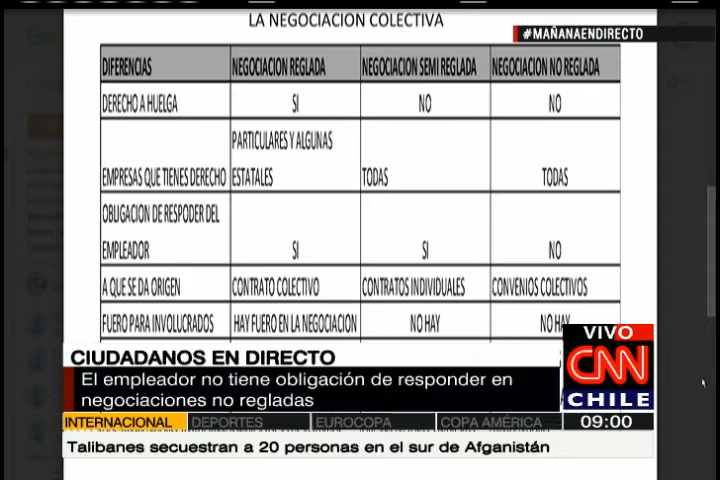 LA NEGOCIACIÓN COLECTIVA
#MAÑANAENDIRECTO
DIFERENCIAS NEGOCIACION REGLADA NEGOCIACION SEMI REGLADA NEGOCIACION NO REGLADA
DERECHO A HUELGA SI NO NO
PARTICULARES Y ALGUNAS
EMPRESAS QUE TIENES DERECHO ESTATALES TODAS TODAS
OBLIGACION DE RESPODER DEL
EMPLEADOR SI SI NO
A QUE SE DA ORIGEN CONTRATO COLECTIVO CONTRATOS INDIVIDUALES CONVENIOS COLECTIVOS
FUERO PARA INVOLUCRADOS HAY FUERO EN LA NEGOCIACION NO HAY NO HAY
VIVO
CNN
CHILE
09:00
CIUDADANOS EN DIRECTO
El empleador no tiene obligación de responder en
negociaciones no regladas
INTERNACIONAL DEPORTES EUROCOPA COPA AMÉRICA
Talibanes secuestran a 20 personas en el sur de Afganistán